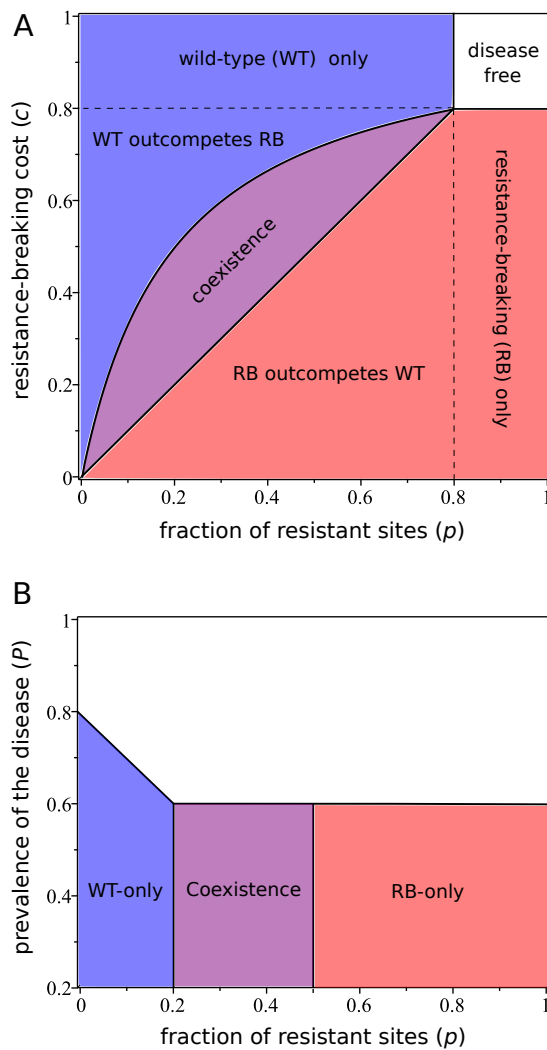 A
1
0.8
0.6
0.4
0.2
0
resistance-breaking cost (c)
wild-type (WT) only
disease
free
WT outcompetes RB
coexistence
RB outcompetes WT
resistance-breaking (RB) only
0
0.2
0.4
0.6
0.8
1
fraction of resistant sites (p)
B
1
0.8
0.6
0.4
0.2
prevalence of the disease (P)
WT-only
Coexistence
RB-only
0
0.2
0.4
0.6
0.8
1
fraction of resistant sites (p)